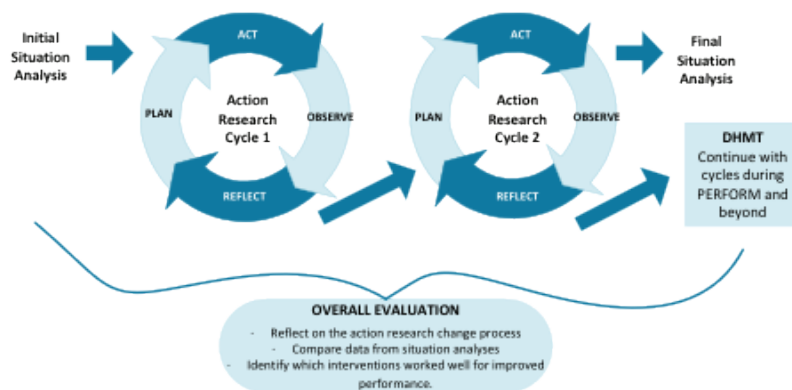 Initial
Situation
Analysis
ACT
PLAN
Action
Research
Cycle 1
OBSERVE
REFLECT
ACT
PLAN
Action
Research
Cycle 2
OBSERVE
REFLECT
Final
Situation
Analysis
DHMT
Continue with
cycles during
PERFORM and
beyond
OVERALL EVALUATION
- Reflect on the action research change process
- Compare data from situation analyses
- Identify which interventions worked well for improved
performance.